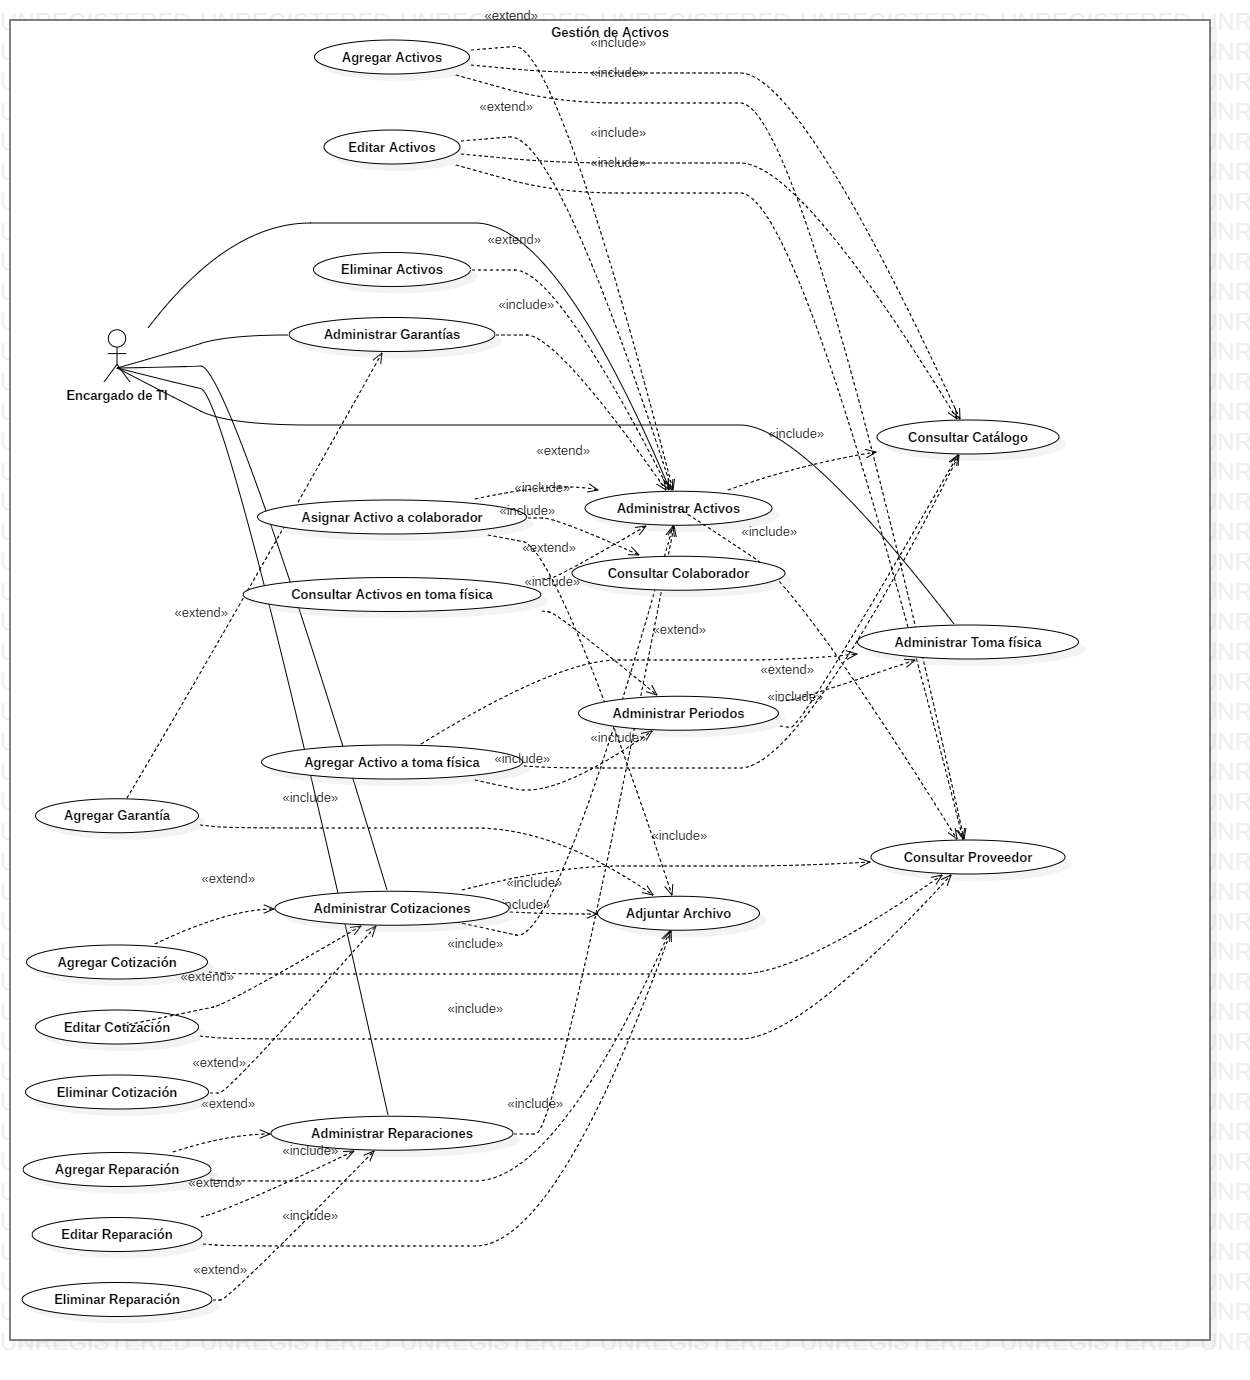 «extend»
Gestión de Activos
«include»
Agregar Activos
«include»
«extend»
«include»
Editar Activos
«include»
«extend»
Eliminar Activos
«include»
Administrar Garantías
Encargado de TI
«include»
Consultar Catálogo
«extend»
«include»
Administrar Activos
«include»
Asignar Activo a colaborador
«include»
«extend»
Consultar Colaborador
«include»
Consultar Activos en toma física
«extend»
«extend»
Administrar Toma física
«extend»
«include»
Administrar Periodos
«include»
«include»
Agregar Activo a toma física
«include»
Agregar Garantía
«include»
Consultar Proveedor
«extend»
«include»
«include»
Administrar Cotizaciones
Adjuntar Archivo
«include»
Agregar Cotización
«extend»
«include»
Editar Cotización
«extend»
Eliminar Cotización
«extend»
«include»
Administrar Reparaciones
«include»
Agregar Reparación
«extend»
«include»
Editar Reparación
«extend»
Eliminar Reparación
UNREGISTERED UNREGISTERED UNREGISTERED UNREGISTERED UNREGISTERED UNREGISTERED UNR